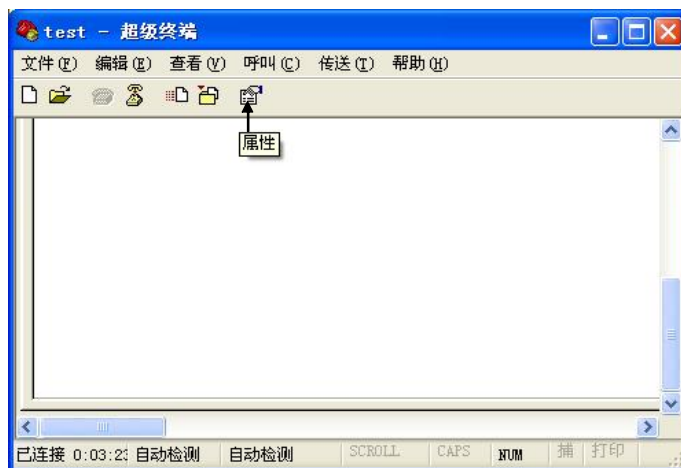 test - 超级终端
文件(F) 编辑(E) 查看(V) 呼叫(C) 传送(T) 帮助(H)
属性
已连接 0:03:23 自动检测 自动检测 SCROLL CAPS NUM 捕 打印